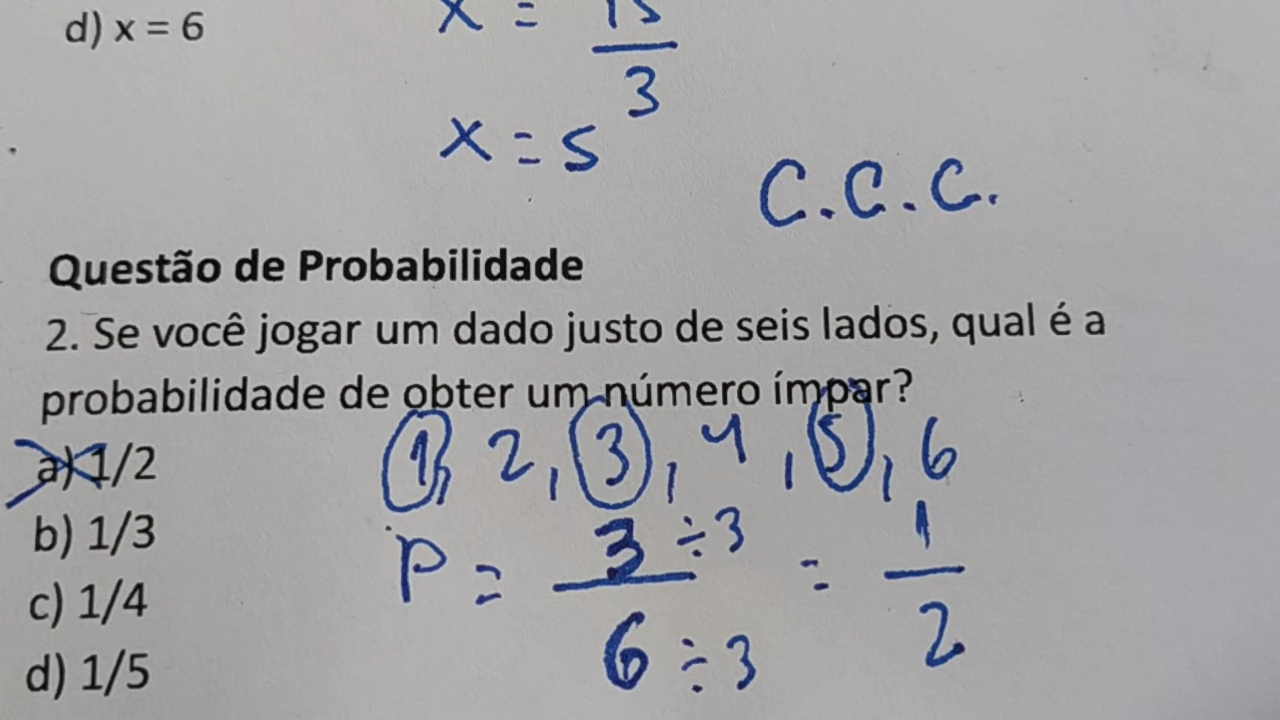 d) x = 6
x = 15
3
x = 5
C.C.C.
Questão de Probabilidade
2. Se você jogar um dado justo de seis lados, qual é a
probabilidade de obter um número ímpar?
1, 2, 3, 4, 5, 6
a) 1/2
b) 1/3
P = 3 ÷3 = 1
6 ÷3 2
c) 1/4
d) 1/5